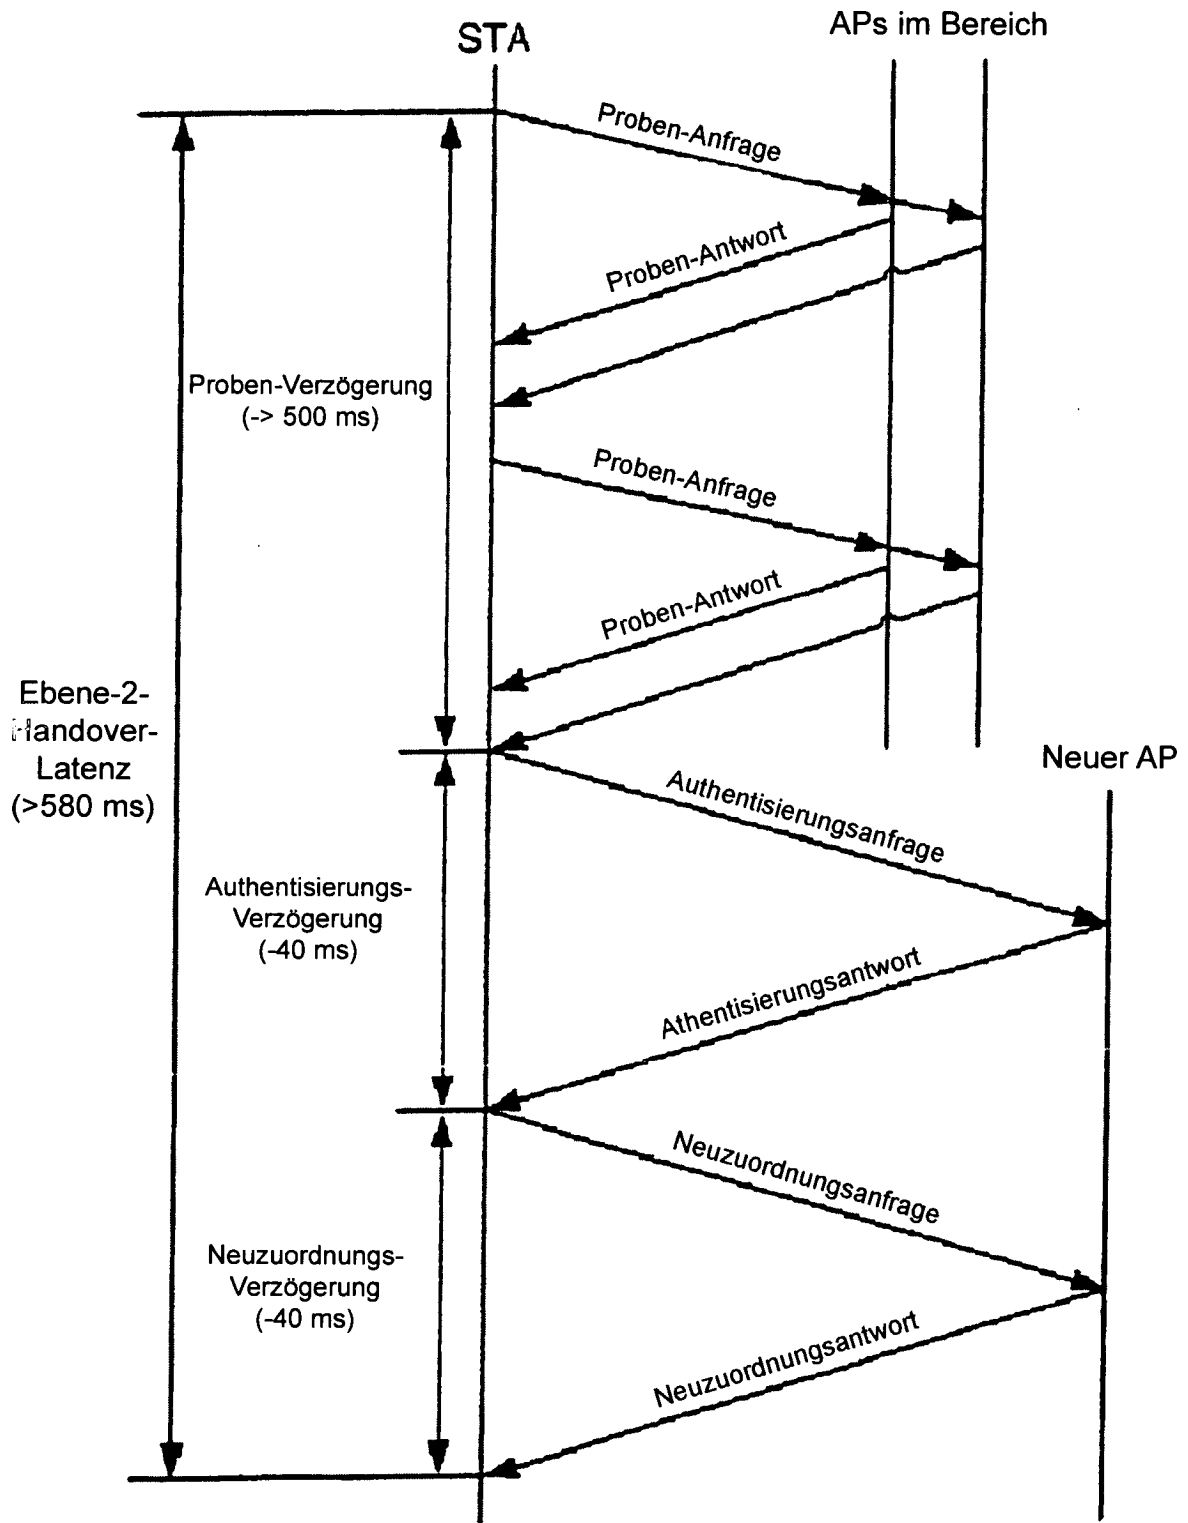 STA
APs im Bereich
Proben-Anfrage
Proben-Antwort
Proben-Verzögerung
(-> 500 ms)
Proben-Anfrage
Proben-Antwort
Ebene-2-
Handover-
Latenz
(>580 ms)
Neuer AP
Authentisierungsanfrage
Authentisierungs-
Verzögerung
(-40 ms)
Athentisierungsantwort
Neuzuordnungsanfrage
Neuzuordnungs-
Verzögerung
(-40 ms)
Neuzuordnungsantwort